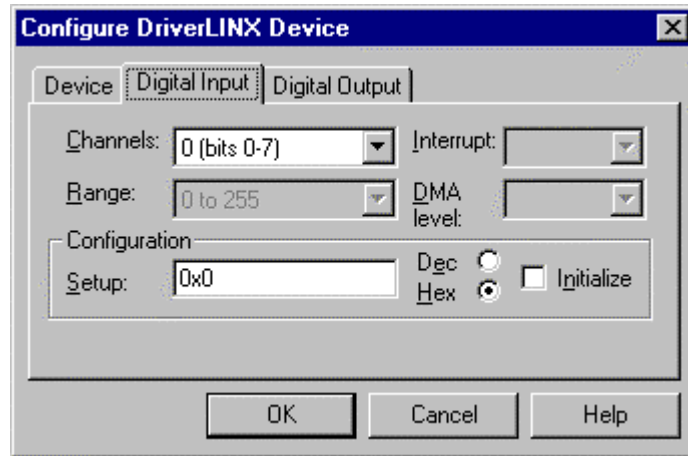 Configure DriverLINX Device
Device Digital Input Digital Output
Channels: 0 (bits 0-7) Interrupt:
Range: 0 to 255 DMA level:
Configuration
Setup: 0x0 Dec Hex Initialize
OK Cancel Help